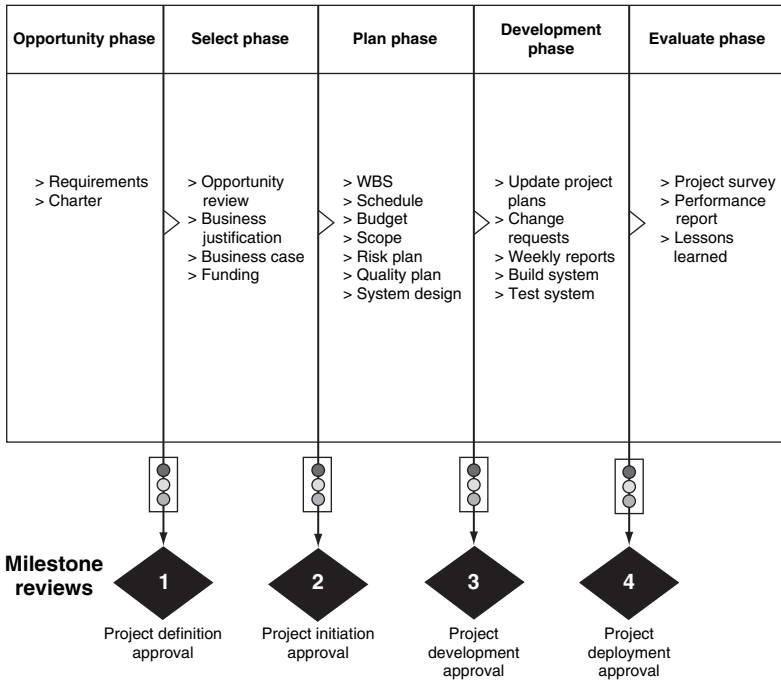 Opportunity phase
Select phase
Plan phase
Development
phase
Evaluate phase
> Requirements
> Charter
> Opportunity
review
> Business
justification
> Business case
> Funding
> WBS
> Schedule
> Budget
> Scope
> Risk plan
> Quality plan
> System design
> Update project
plans
> Change
requests
> Weekly reports
> Build system
> Test system
> Project survey
> Performance
report
> Lessons
learned
Milestone
reviews
1
2
3
4
Project definition
approval
Project initiation
approval
Project
development
approval
Project
deployment
approval